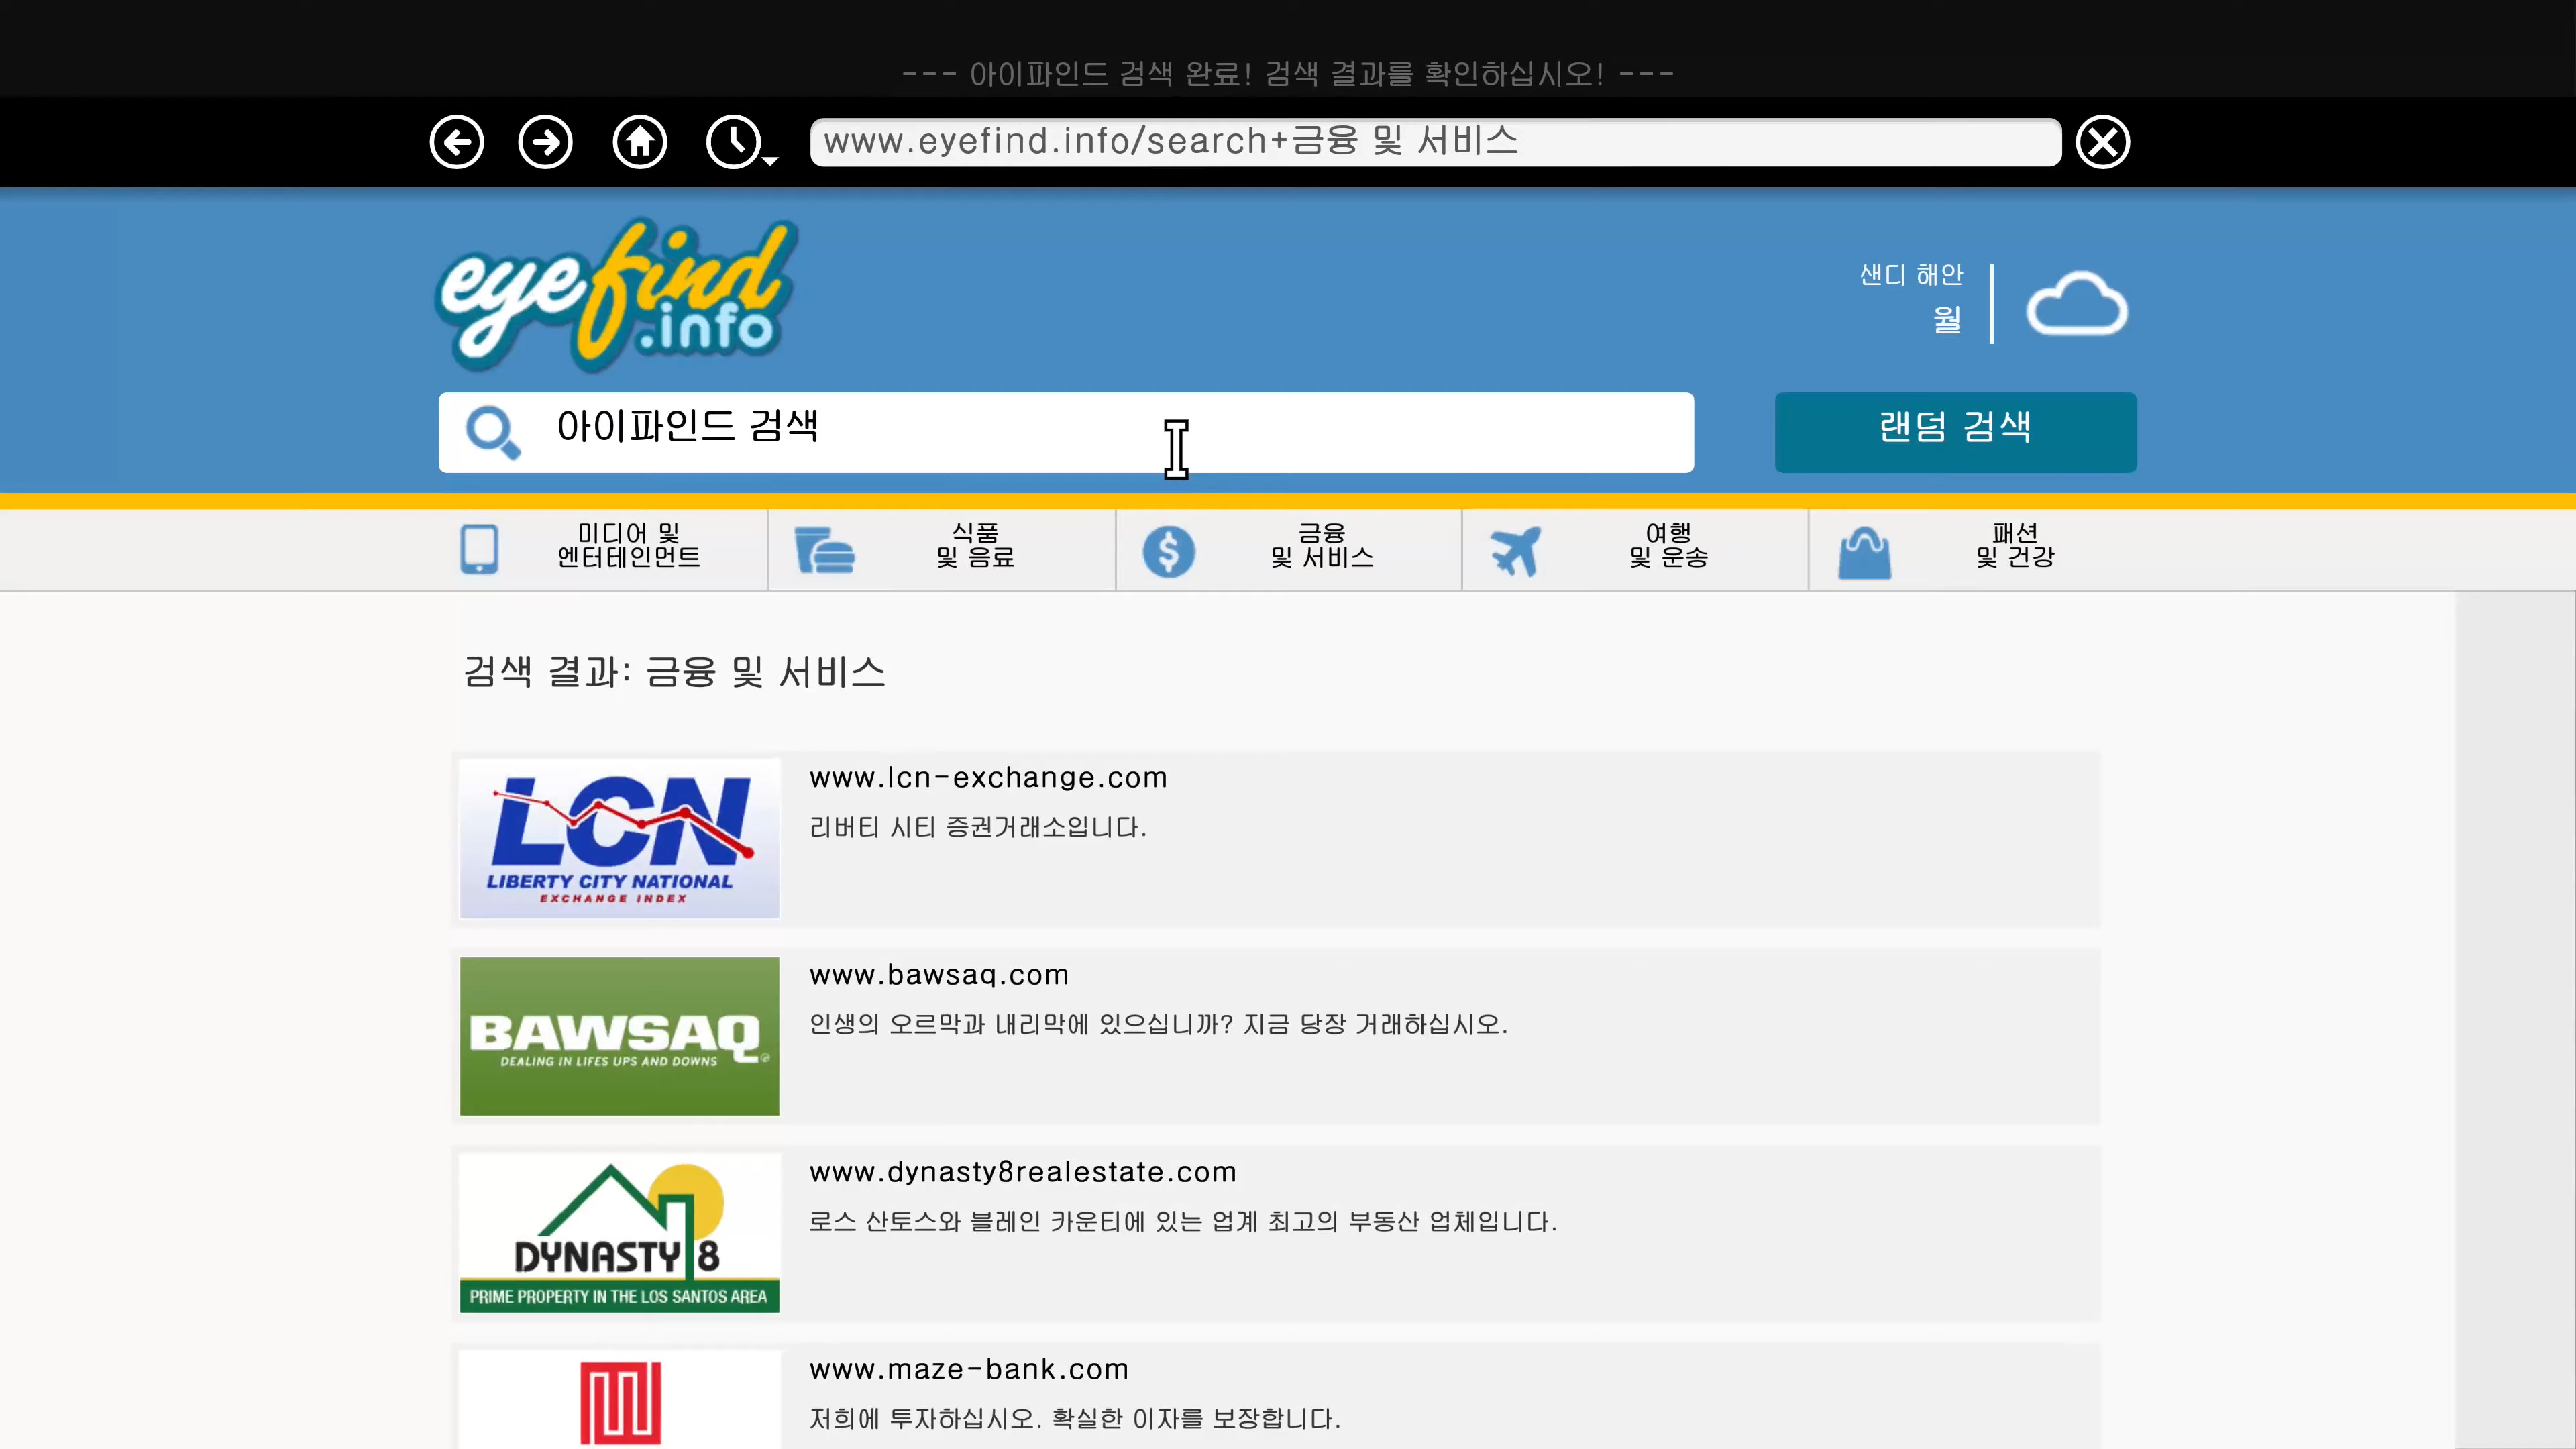 --- 아이파인드 검색 완료! 검색 결과를 확인하십시오! ---
www.eyefind.info/search+금융 및 서비스
eyefind
.info
샌디 해안
월
아이파인드 검색
랜덤 검색
미디어 및
엔터테인먼트
식품
및 음료
금융
및 서비스
여행
및 운송
패션
및 건강
검색 결과: 금융 및 서비스
LCN
LIBERTY CITY NATIONAL
EXCHANGE INDEX
www.lcn-exchange.com
리버티 시티 증권거래소입니다.
BAWSAQ
DEALING IN LIFES UPS AND DOWNS
www.bawsaq.com
인생의 오르막과 내리막에 있으십니까? 지금 당장 거래하십시오.
DYNASTY 8
PRIME PROPERTY IN THE LOS SANTOS AREA
www.dynasty8realestate.com
로스 산토스와 블레인 카운티에 있는 업계 최고의 부동산 업체입니다.
www.maze-bank.com
저희에 투자하십시오. 확실한 이자를 보장합니다.